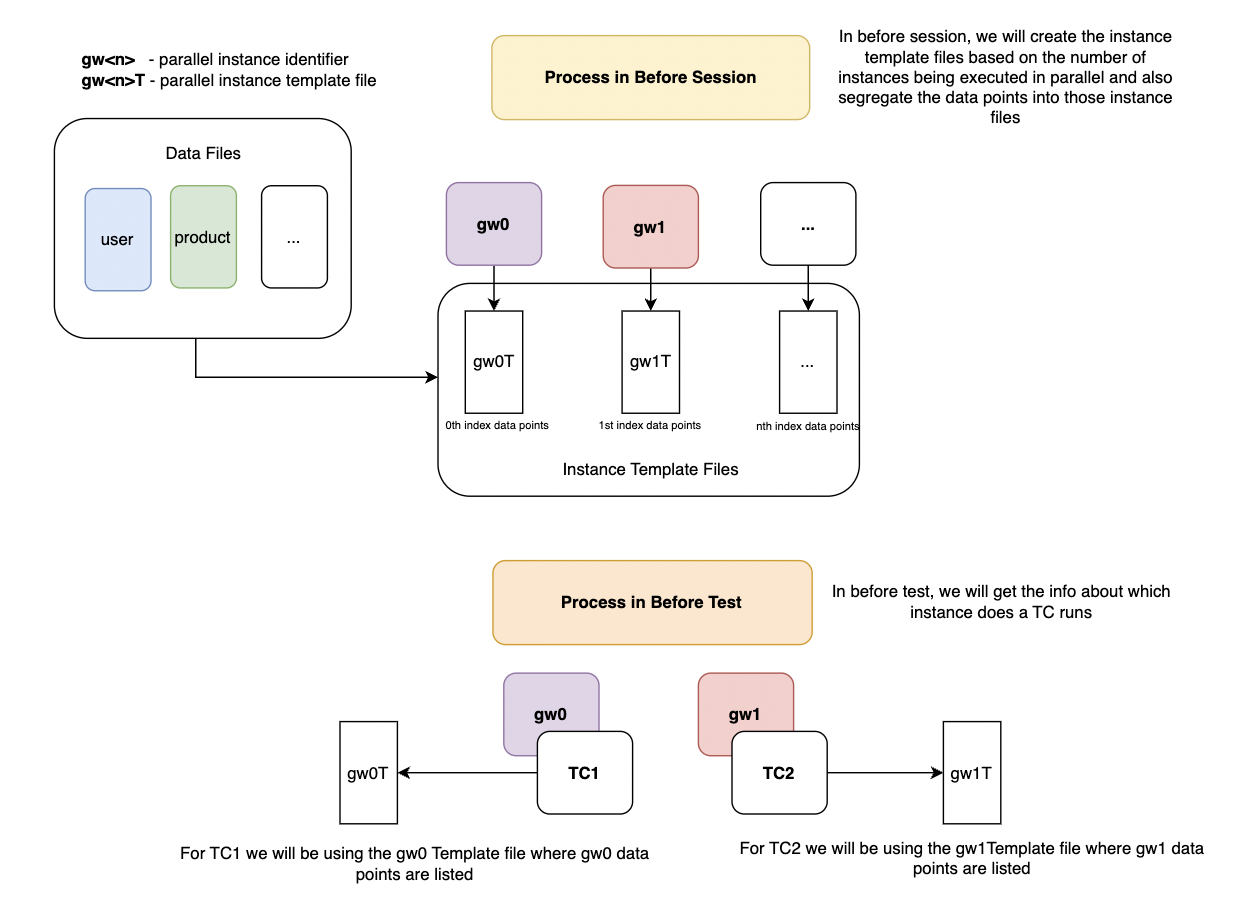 gw<n> - parallel instance identifier
gw<n>T - parallel instance template file
Process in Before Session
In before session, we will create the instance
template files based on the number of
instances being executed in parallel and also
segregate the data points into those instance
files
Data Files
user
product
...
gw0
gw1
...
gw0T
gw1T
...
0th index data points
1st index data points
nth index data points
Instance Template Files
Process in Before Test
In before test, we will get the info about which
instance does a TC runs
gw0
gw1
TC1
TC2
gw0T
gw1T
For TC1 we will be using the gw0 Template file where gw0 data
points are listed
For TC2 we will be using the gw1Template file where gw1 data
points are listed